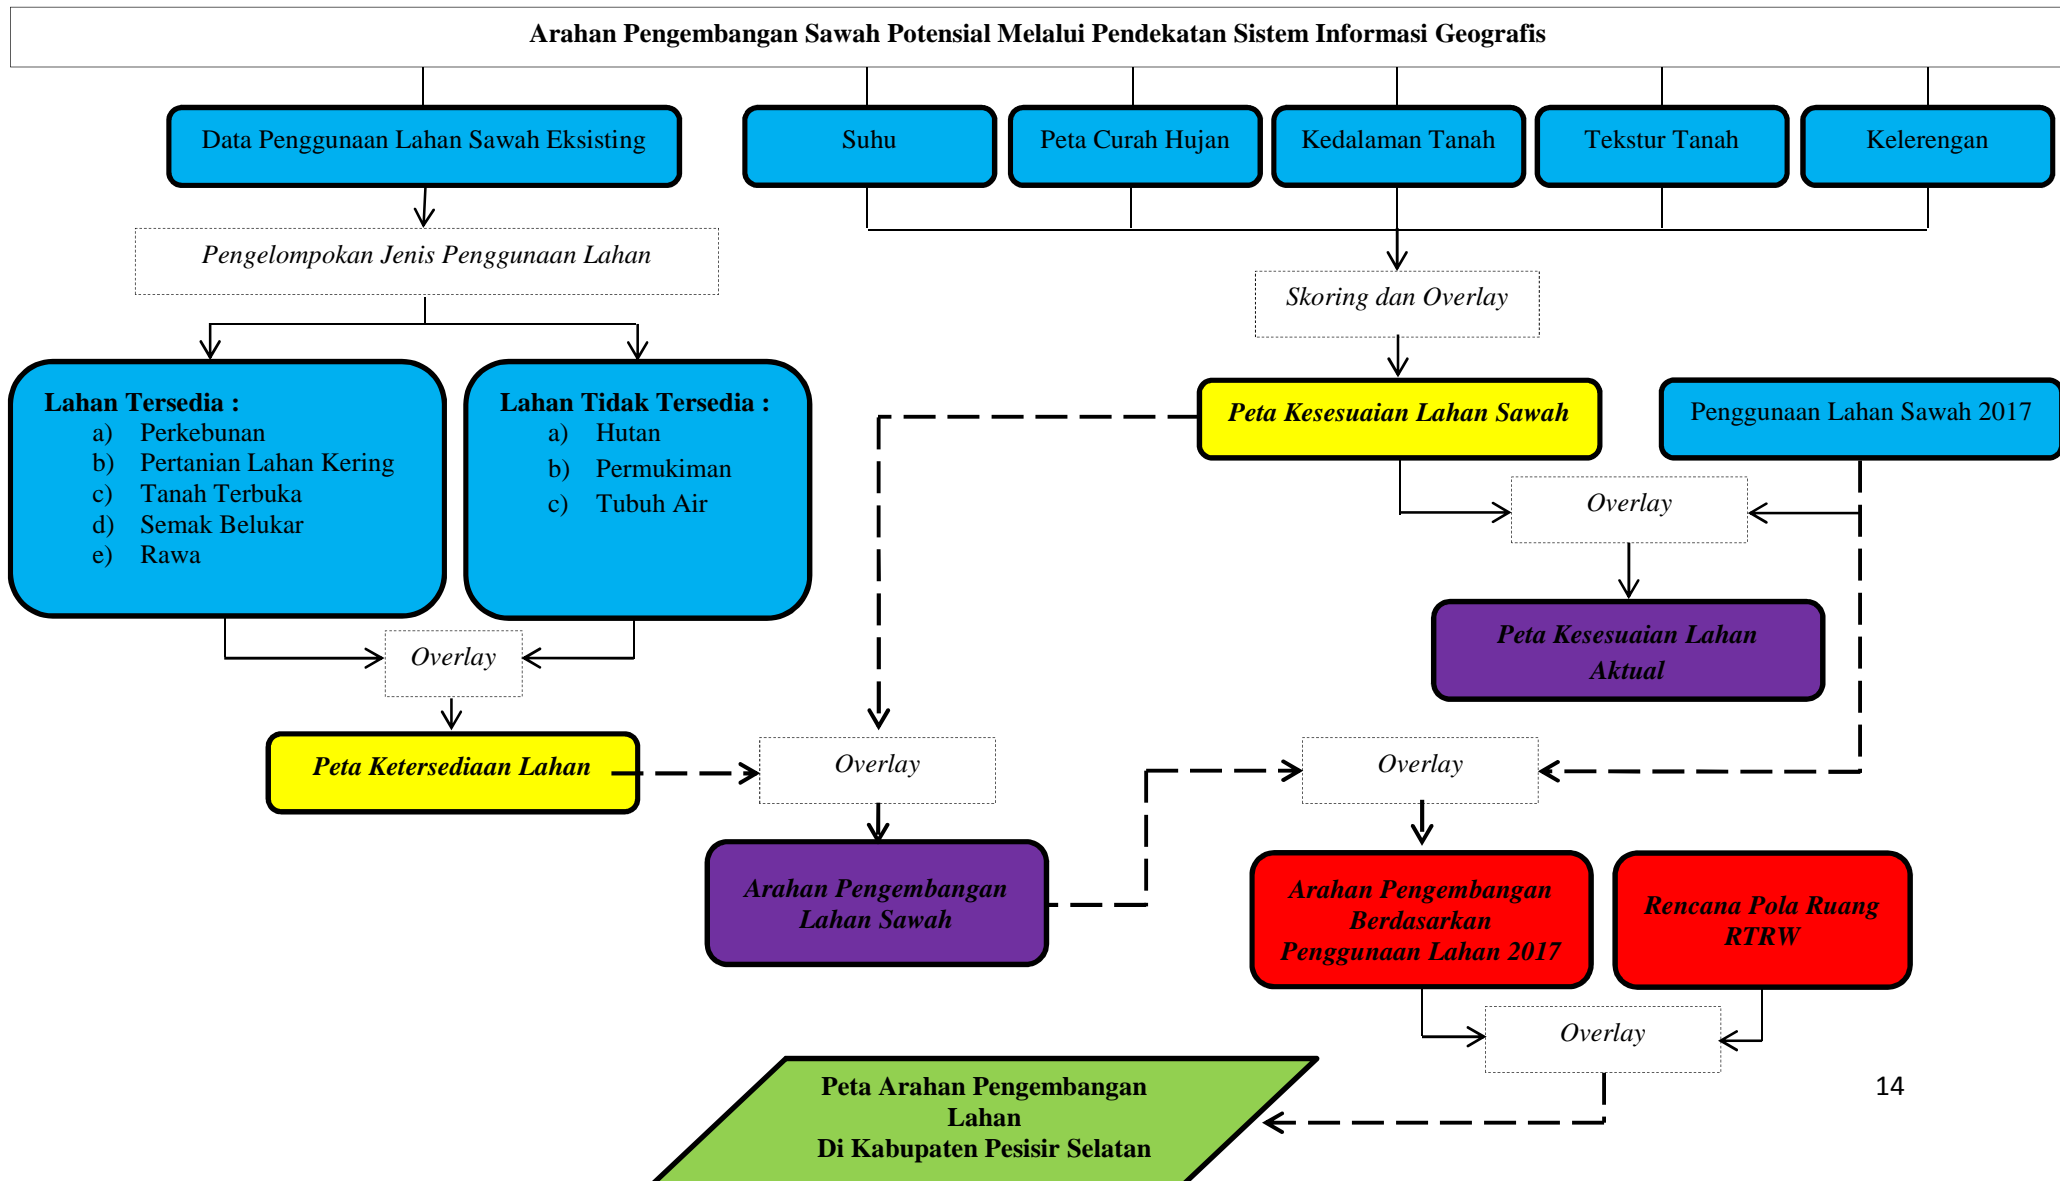 Arahan Pengembangan Sawah Potensial Melalui Pendekatan Sistem Informasi Geografis
Data Penggunaan Lahan Sawah Eksisting
Suhu
Peta Curah Hujan
Kedalaman Tanah
Tekstur Tanah
Kelerengan
Pengelompokan Jenis Penggunaan Lahan
Skoring dan Overlay
Lahan Tersedia :
a) Perkebunan
b) Pertanian Lahan Kering
c) Tanah Terbuka
d) Semak Belukar
e) Rawa
Lahan Tidak Tersedia :
a) Hutan
b) Permukiman
c) Tubuh Air
Peta Kesesuaian Lahan Sawah
Penggunaan Lahan Sawah 2017
Overlay
Peta Kesesuaian Lahan
Aktual
Overlay
Peta Ketersediaan Lahan
Overlay
Overlay
Arahan Pengembangan
Lahan Sawah
Arahan Pengembangan
Berdasarkan
Penggunaan Lahan 2017
Rencana Pola Ruang
RTRW
Overlay
Peta Arahan Pengembangan
Lahan
Di Kabupaten Pesisir Selatan
14